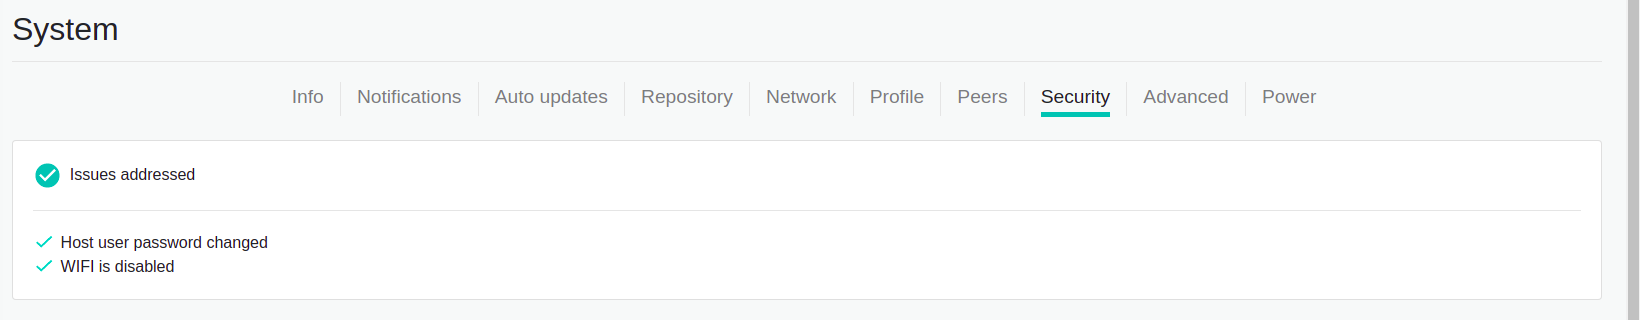 System
Info Notifications Auto updates Repository Network Profile Peers Security Advanced Power
Issues addressed
Host user password changed
WIFI is disabled